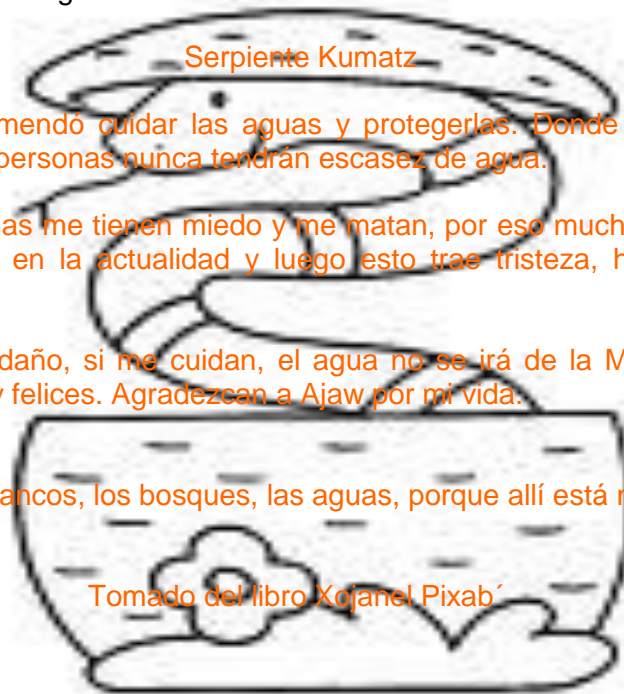 Serpiente Kumatz
mendó cuidar las aguas y protegerlas. Donde
personas nunca tendrán escasez de agua.
as me tienen miedo y me matan, por eso much
en la actualidad y luego esto trae tristeza, h
daño, si me cuidan, el agua no se irá de la M
y felices. Agradezcan a Ajaw por mi vida.
ancos, los bosques, las aguas, porque allí está
Tomado del libro Xojanel Pixab´